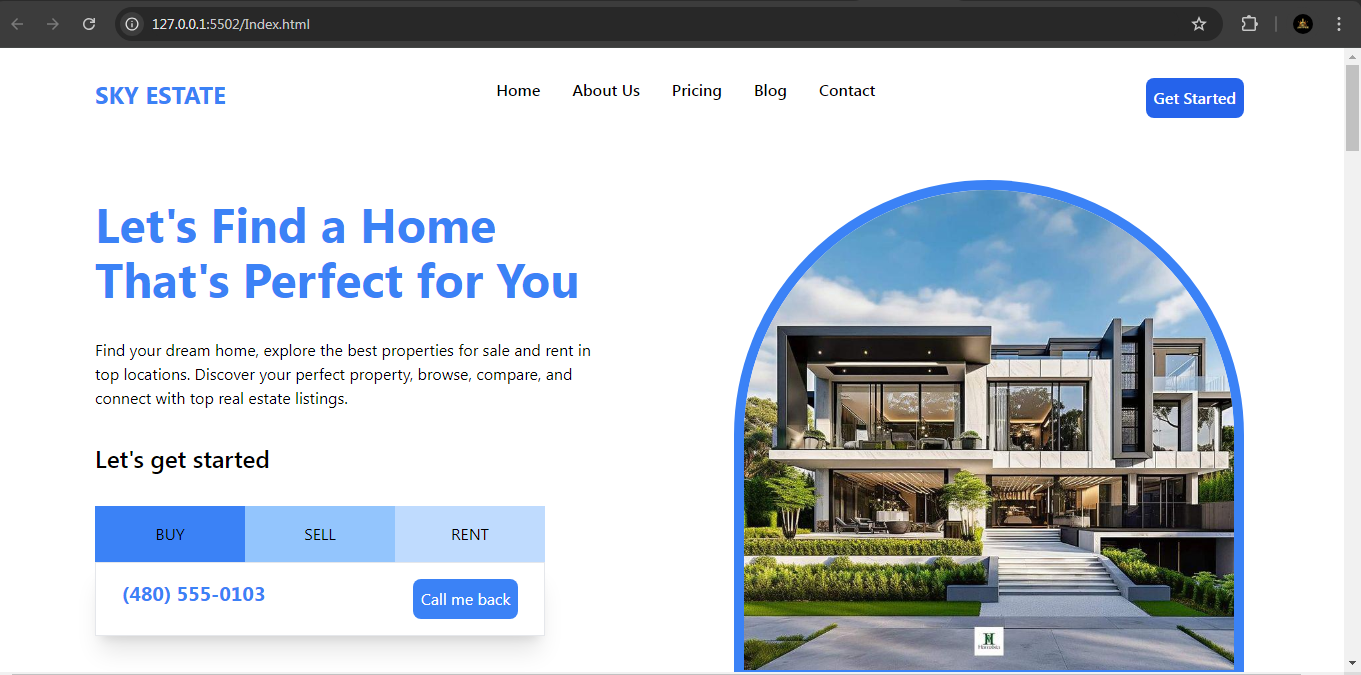 127.0.0.1:5502/Index.html
SKY ESTATE
Home About Us Pricing Blog Contact
Get Started
Let's Find a Home
That's Perfect for You
Find your dream home, explore the best properties for sale and rent in
top locations. Discover your perfect property, browse, compare, and
connect with top real estate listings.
Let's get started
BUY SELL RENT
(480) 555-0103
Call me back